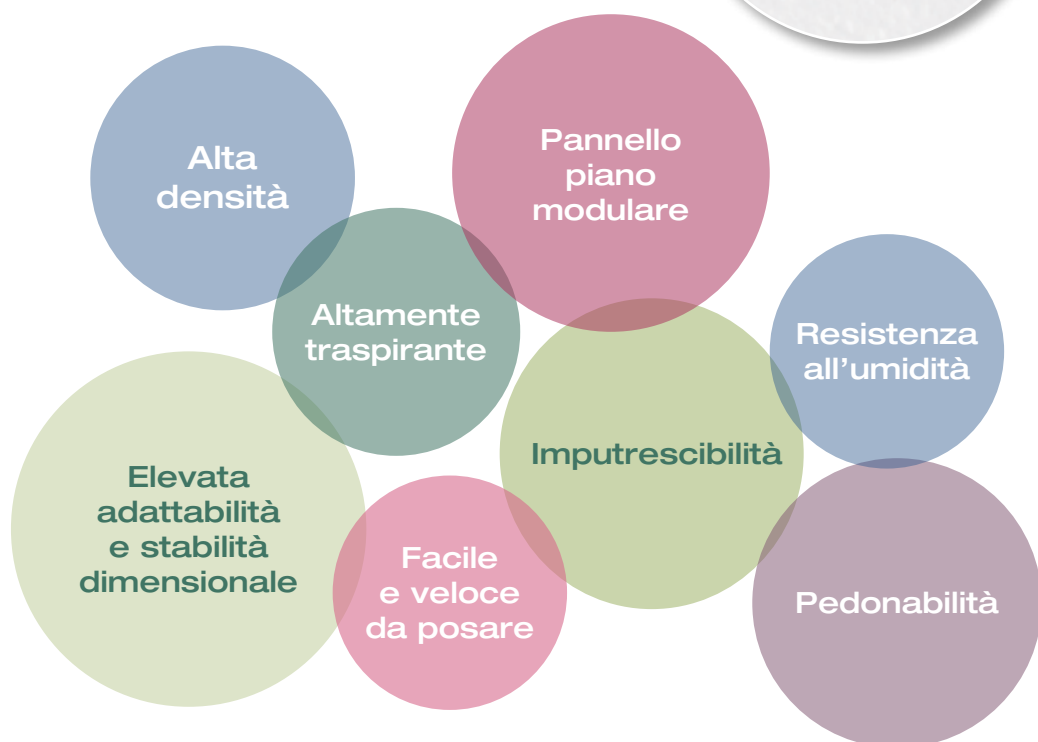 Alta
densità
Pannello
piano
modulare
Altamente
traspirante
Resistenza
all’umidità
Imputrescibilità
Elevata
adattabilità
e stabilità
dimensionale
Facile
e veloce
da posare
Pedonabilità